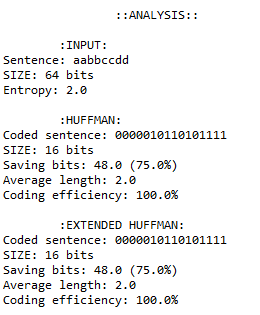 ::ANALYSIS::
:INPUT:
Sentence: aabbccdd
SIZE: 64 bits
Entropy: 2.0
:HUFFMAN:
Coded sentence: 0000010110101111
SIZE: 16 bits
Saving bits: 48.0 (75.0%)
Average length: 2.0
Coding efficiency: 100.0%
:EXTENDED HUFFMAN:
Coded sentence: 0000010110101111
SIZE: 16 bits
Saving bits: 48.0 (75.0%)
Average length: 2.0
Coding efficiency: 100.0%